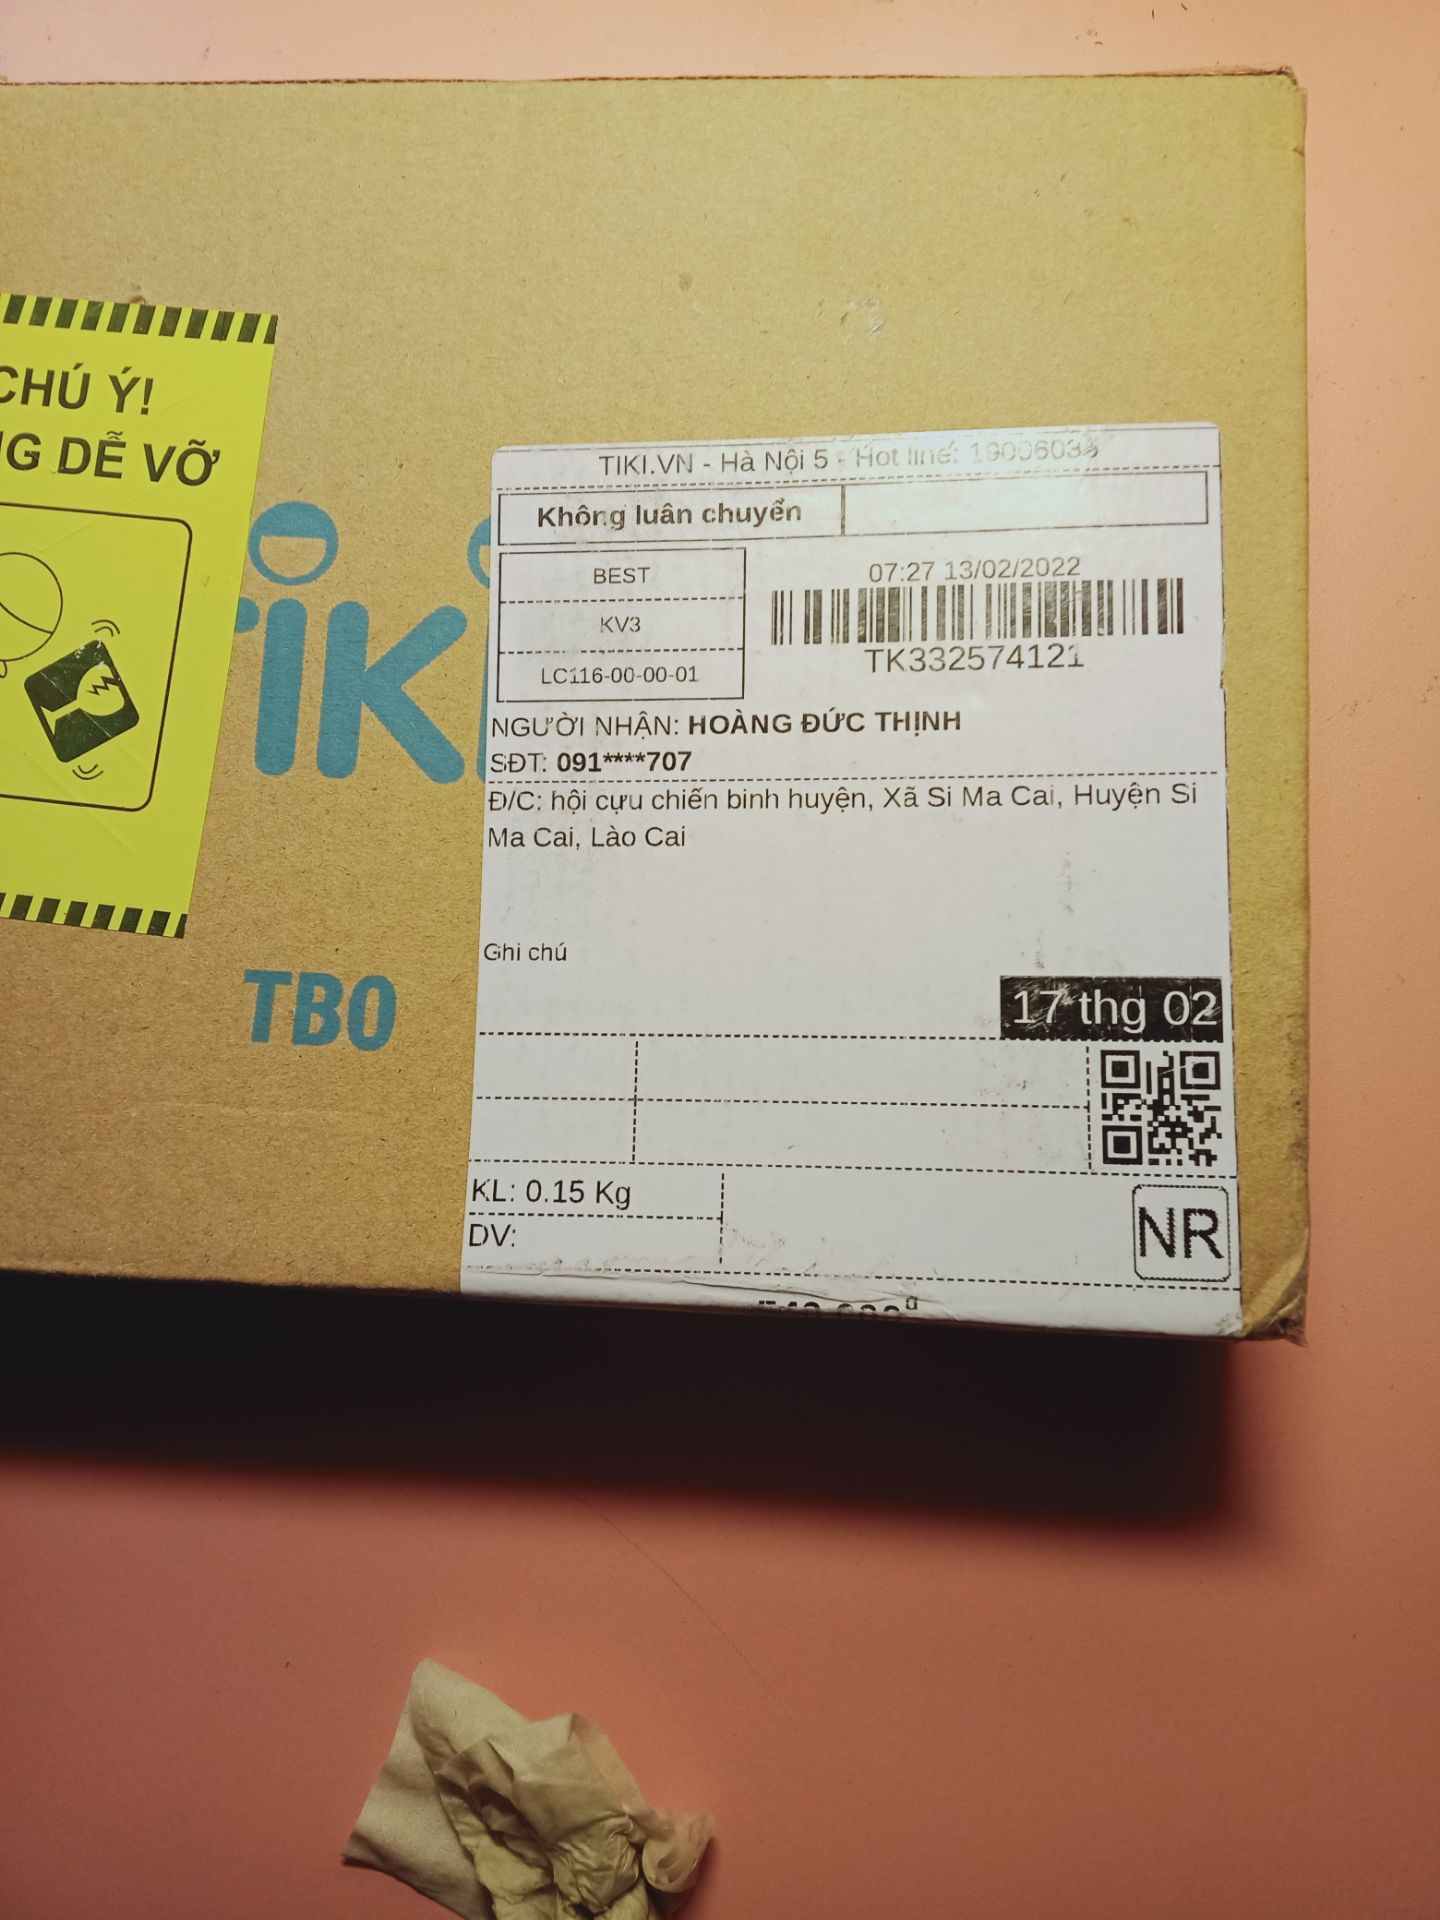 CHÚ Ý!
DỄ VỠ
TIKI
TBO
TIKI.VN - Hà Nội 5 - Hot line: 19006035
Không luân chuyển
BEST
KV3
LC116-00-00-01
07:27 13/02/2022
TK332574121
NGƯỜI NHẬN: HOÀNG ĐỨC THỊNH
SĐT: 091****707
Đ/C: hội cựu chiến binh huyện, Xã Si Ma Cai, Huyện Si
Ma Cai, Lào Cai
Ghi chú
17 thg 02
KL: 0.15 Kg
DV:
NR